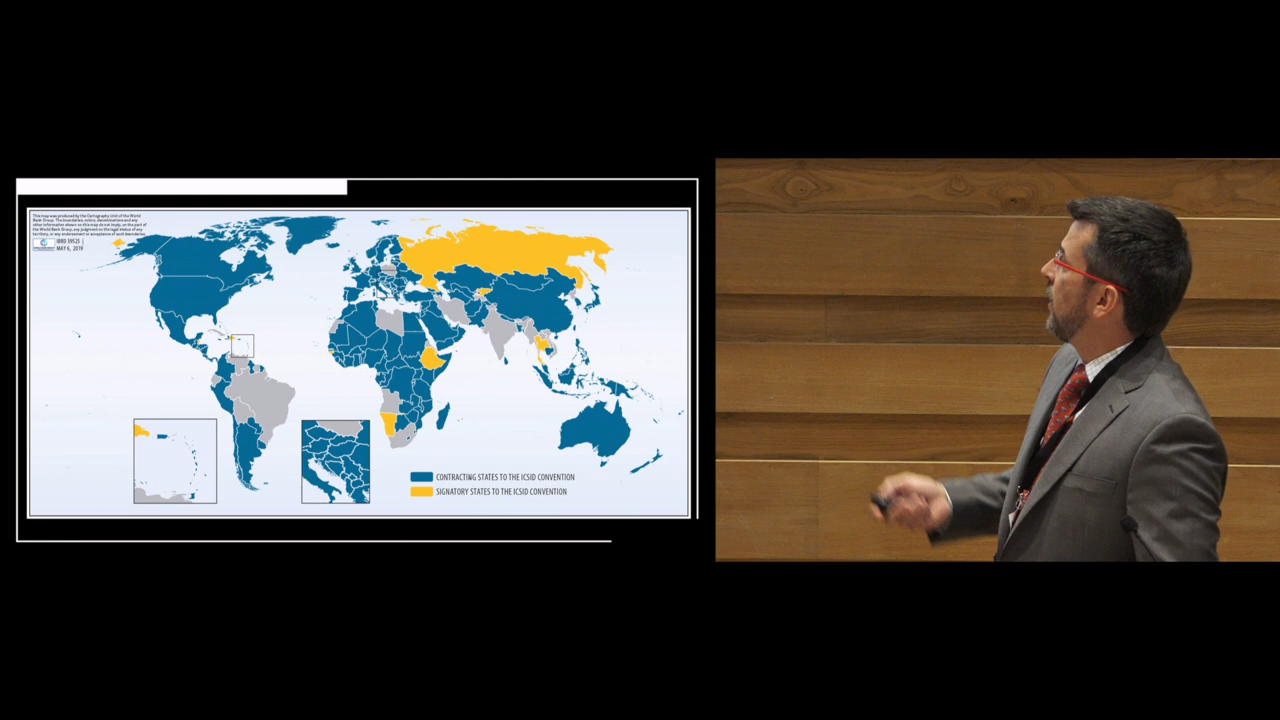 This map was produced by the Cartography Unit of the World
Bank Group. The boundaries, colors, denominations and any
other information shown on this map do not imply, on the part of
the World Bank Group, any judgment on the legal status of any
territory, or any endorsement or acceptance of such boundaries.
IBRD 39525 |
MAY 6, 2019
CONTRACTING STATES TO THE ICSID CONVENTION
SIGNATORY STATES TO THE ICSID CONVENTION